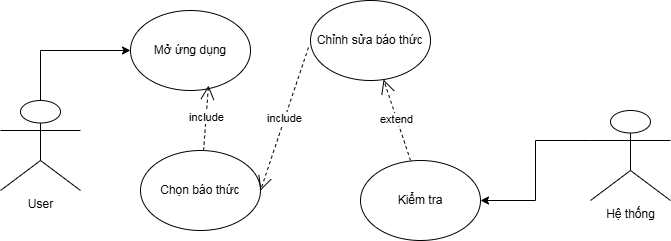 Mở ứng dụng
Chỉnh sửa báo thức
include
include
extend
Chọn báo thức
Kiểm tra
User
Hệ thống